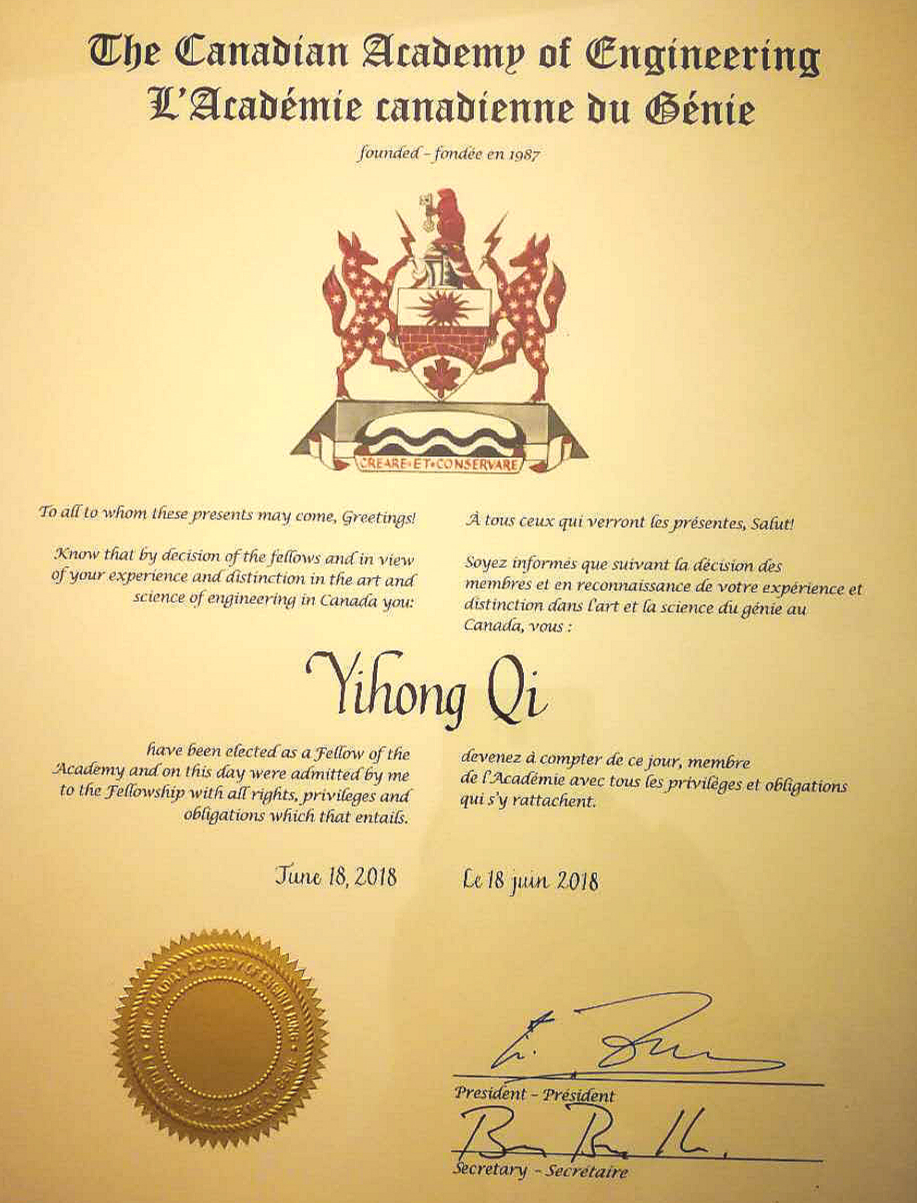 The Canadian Academy of Engineering
L'Académie canadienne du Génie
founded - fondée en 1987
CREARE·ET·CONSERVARE
To all to whom these presents may come, Greetings!
Know that by decision of the fellows and in view
of your experience and distinction in the art and
science of engineering in Canada you:
À tous ceux qui verront les présentes, Salut!
Soyez informés que suivant la décision des
membres et en reconnaissance de votre expérience et
distinction dans l'art et la science du génie au
Canada, vous :
Yihong Qi
have been elected as a Fellow of the
Academy and on this day were admitted by me
to the Fellowship with all rights, privileges and
obligations which that entails.
devenez à compter de ce jour, membre
de l'Académie avec tous les privilèges et obligations
qui s'y rattachent.
June 18, 2018
Le 18 juin 2018
President - Président
Secretary - Secrétaire